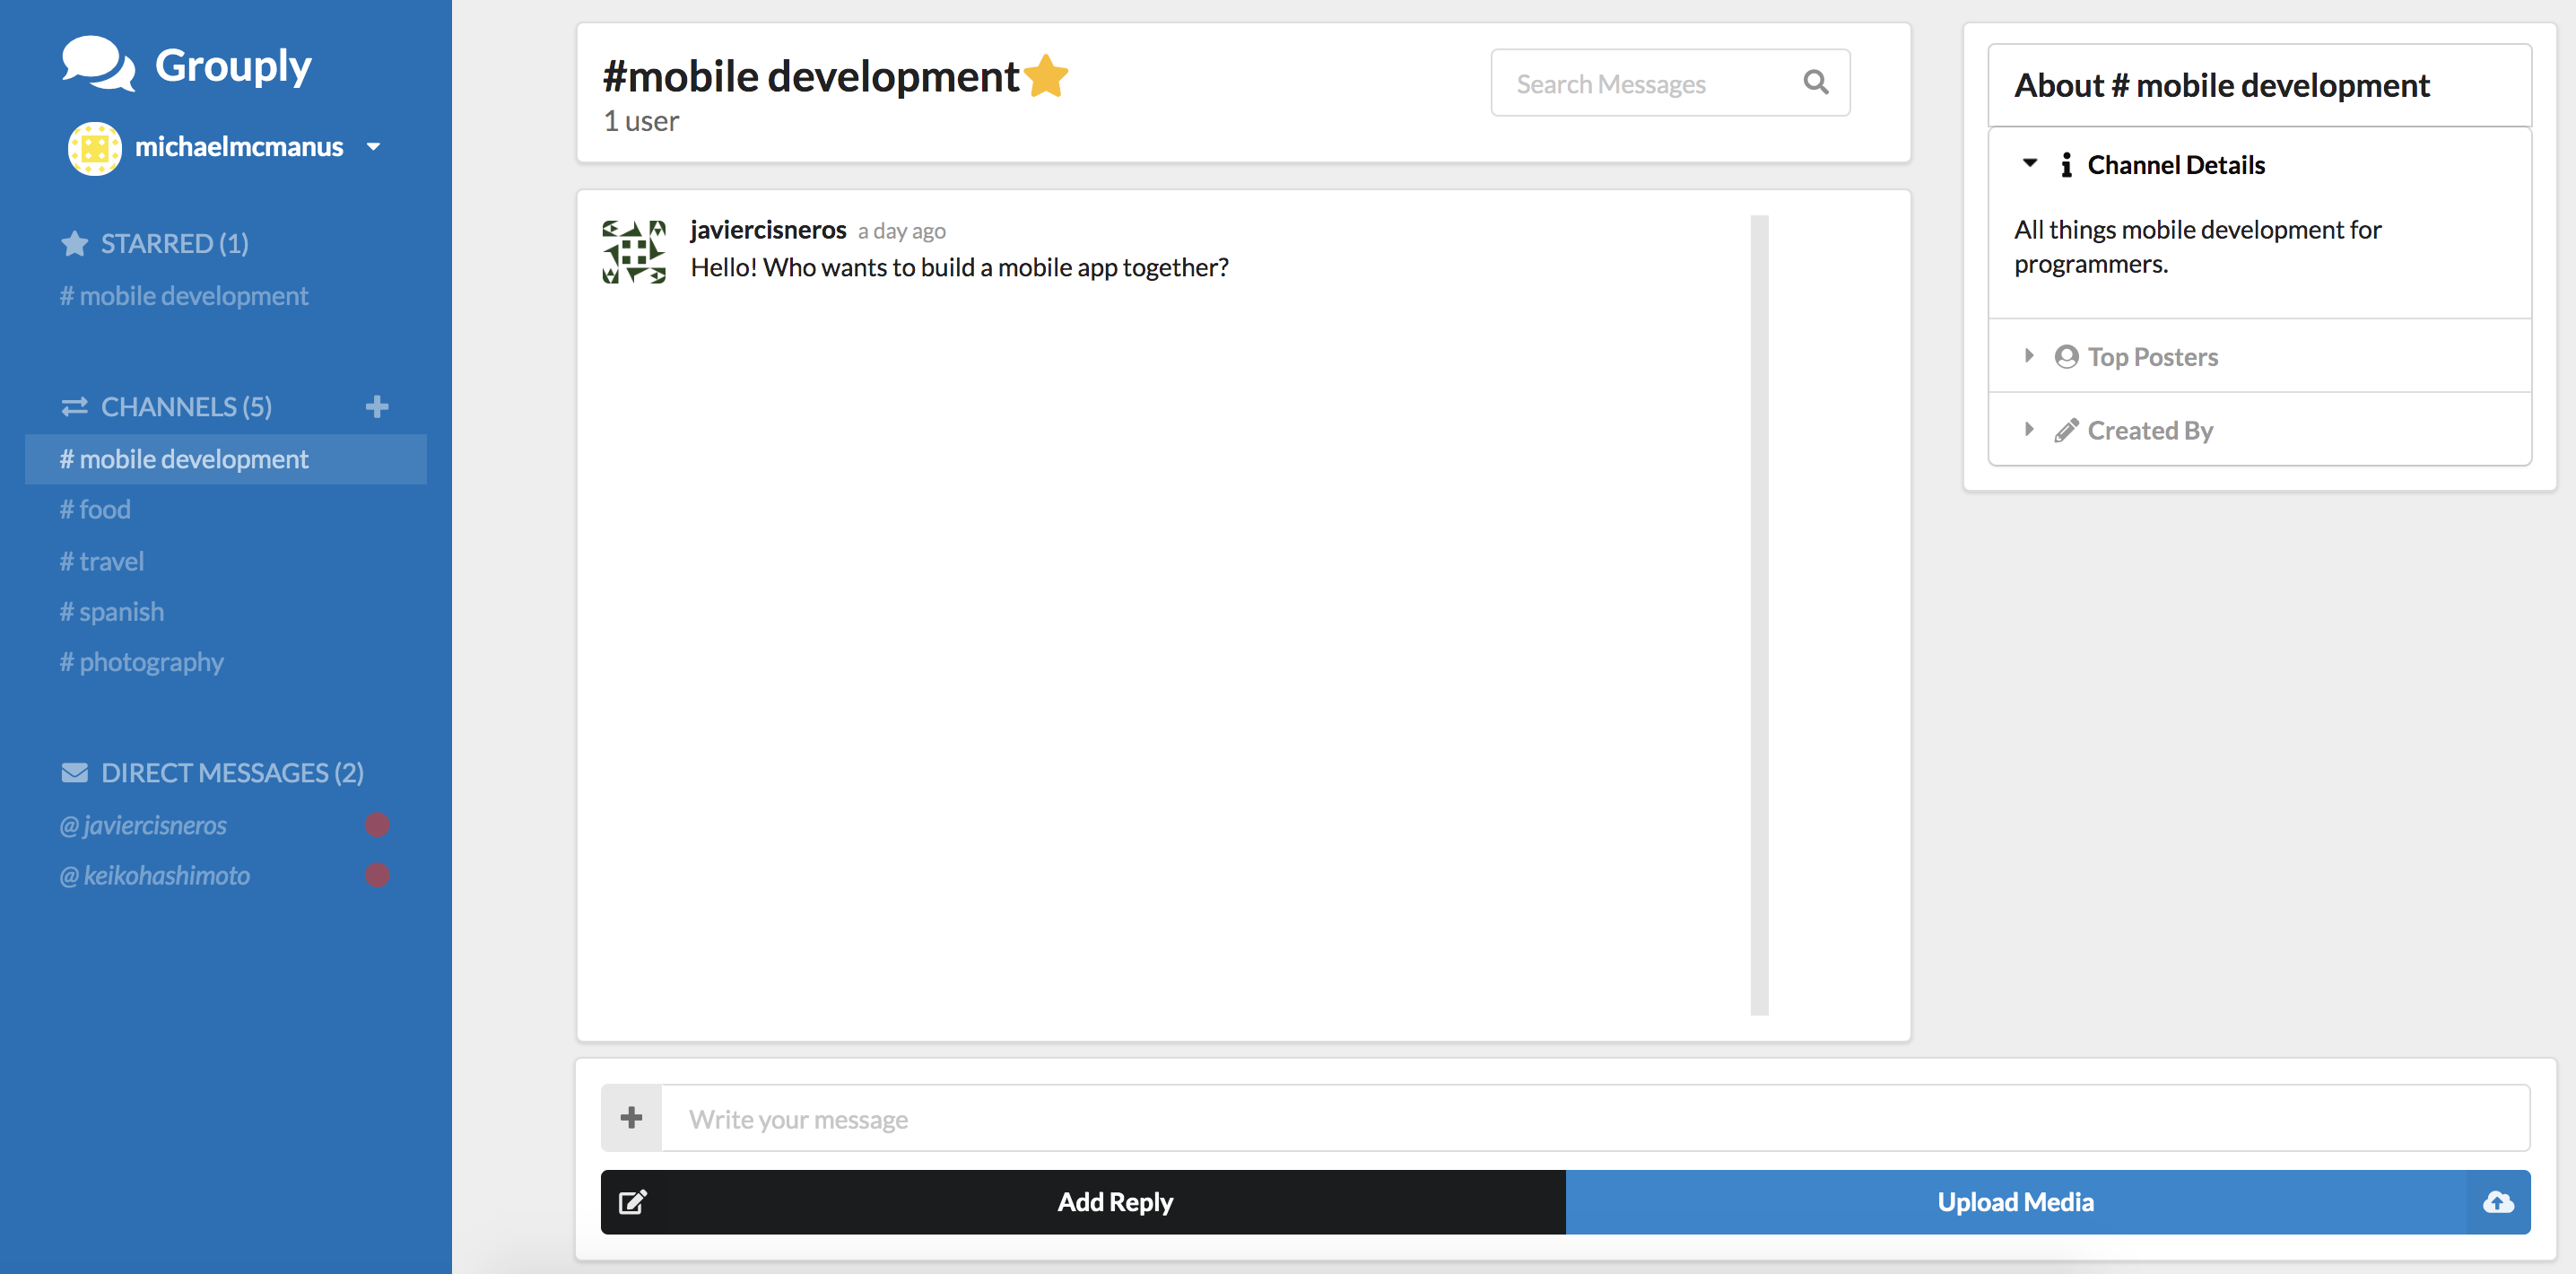 Grouply
michaelmcmanus
STARRED (1)
# mobile development
CHANNELS (5)
# mobile development
# food
# travel
# spanish
# photography
DIRECT MESSAGES (2)
@ javiercisneros
@ keikohashimoto
#mobile development
1 user
Search Messages
javiercisneros a day ago
Hello! Who wants to build a mobile app together?
Write your message
Add Reply
Upload Media
About # mobile development
Channel Details
All things mobile development for
programmers.
Top Posters
Created By